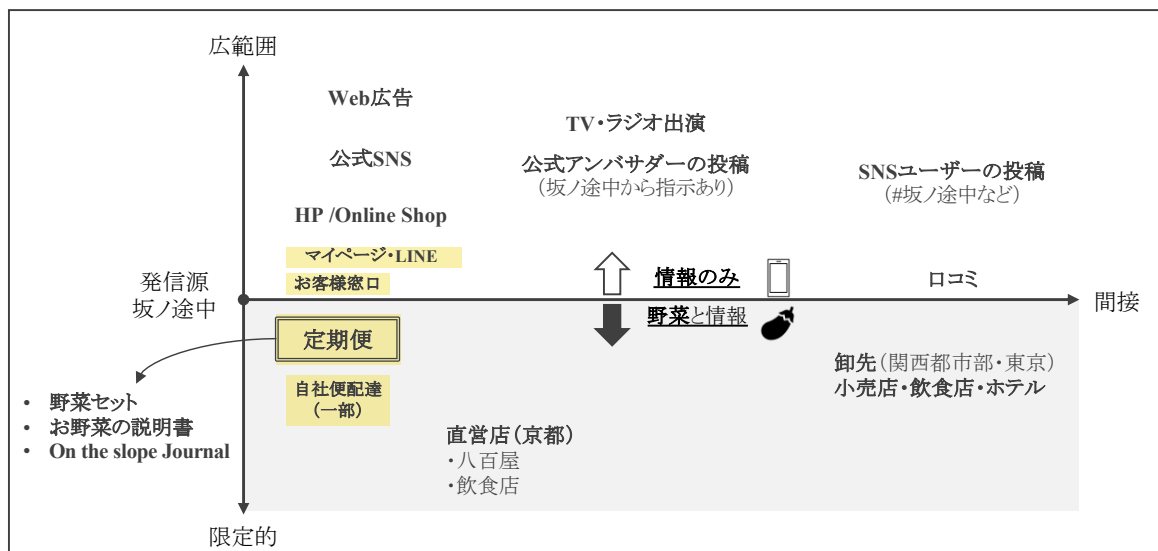 広範囲
Web広告
TV・ラジオ出演
公式SNS
公式アンバサダーの投稿
(坂ノ途中から指示あり)
SNSユーザーの投稿
(#坂ノ途中など)
HP /Online Shop
マイページ・LINE
お客様窓口
情報のみ
口コミ
発信源
坂ノ途中
間接
野菜と情報
定期便
卸先(関西都市部・東京)
小売店・飲食店・ホテル
自社便配達
(一部)
• 野菜セット
• お野菜の説明書
• On the slope Journal
直営店(京都)
・八百屋
・飲食店
限定的